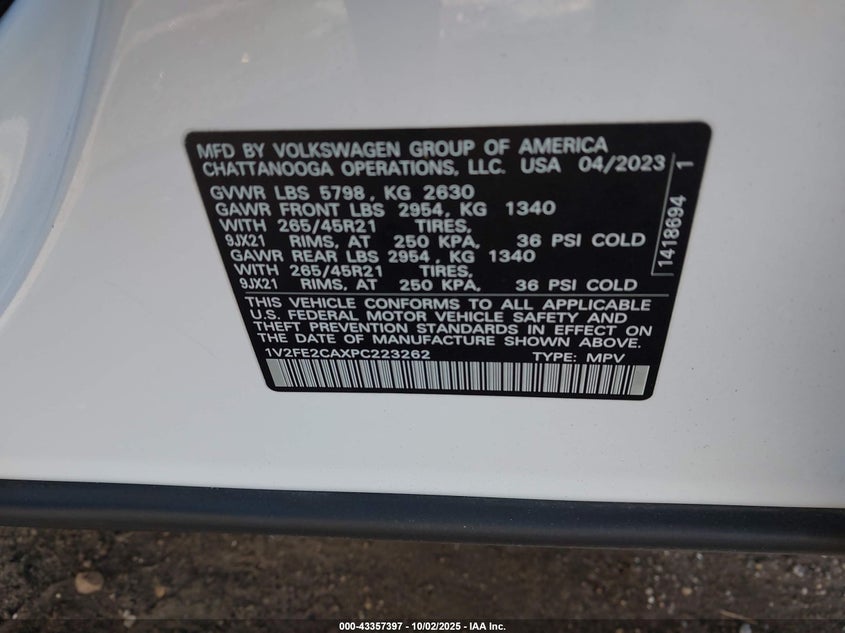 MFD BY VOLKSWAGEN GROUP OF AMERICA
CHATTANOOGA OPERATIONS, LLC. USA 04/2023
GVWR LBS 5798, KG 2630
GAWR FRONT LBS 2954, KG 1340
WITH 265/45R21 TIRES,
9JX21 RIMS, AT 250 KPA, 36 PSI COLD
GAWR REAR LBS 2954, KG 1340
WITH 265/45R21 TIRES,
9JX21 RIMS, AT 250 KPA, 36 PSI COLD
THIS VEHICLE CONFORMS TO ALL APPLICABLE
U.S. FEDERAL MOTOR VEHICLE SAFETY AND
THEFT PREVENTION STANDARDS IN EFFECT ON
THE DATE OF MANUFACTURE SHOWN ABOVE.
1V2FE2CAXPC223262 TYPE: MPV
1418694 1
000-43357397 - 10/02/2025 - IAA Inc.